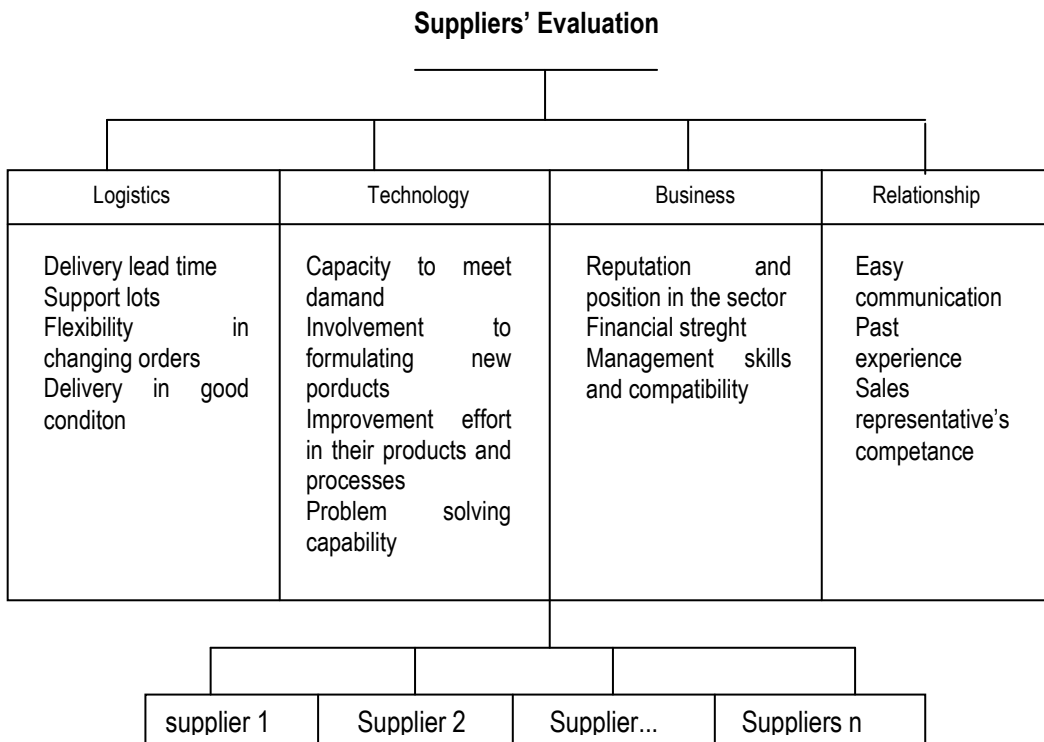 Suppliers’ Evaluation
Logistics
Technology
Business
Relationship
Delivery lead time
Support lots
Flexibility in
changing orders
Delivery in good
conditon
Capacity to meet
damand
Involvement to
formulating new
porducts
Improvement effort
in their products and
processes
Problem solving
capability
Reputation and
position in the sector
Financial streght
Management skills
and compatibility
Easy
communication
Past
experience
Sales
representative’s
competance
supplier 1
Supplier 2
Supplier...
Suppliers n